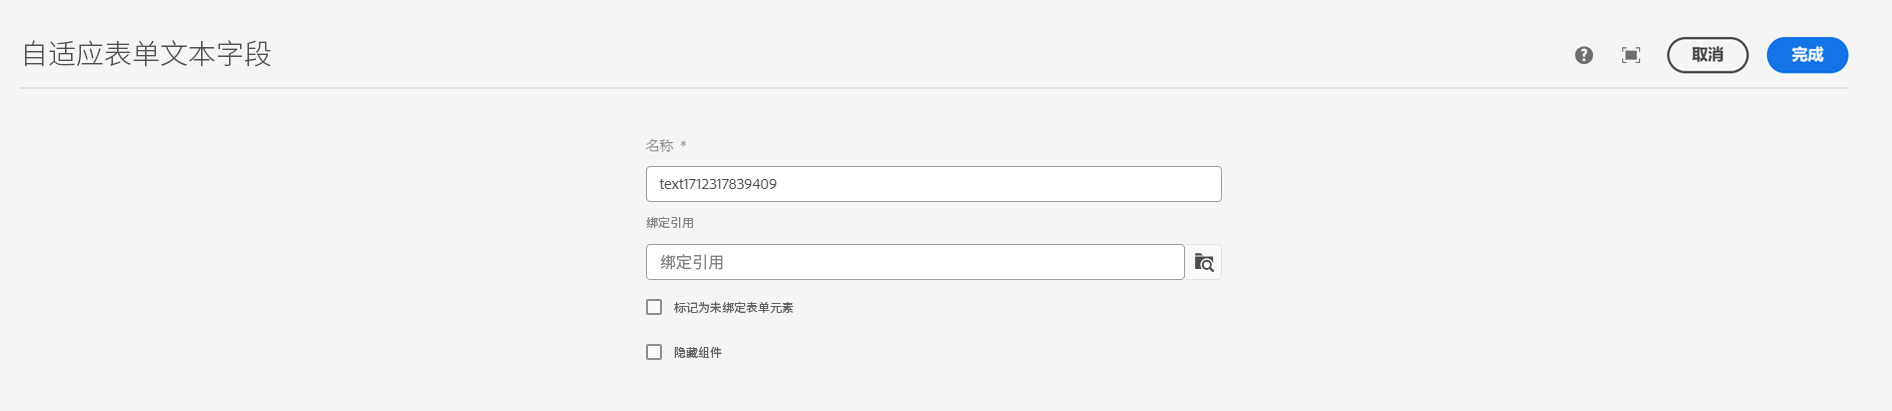 自适应表单文本字段
取消
完成
名称 *
text1712317839409
绑定引用
绑定引用
标记为未绑定表单元素
隐藏组件